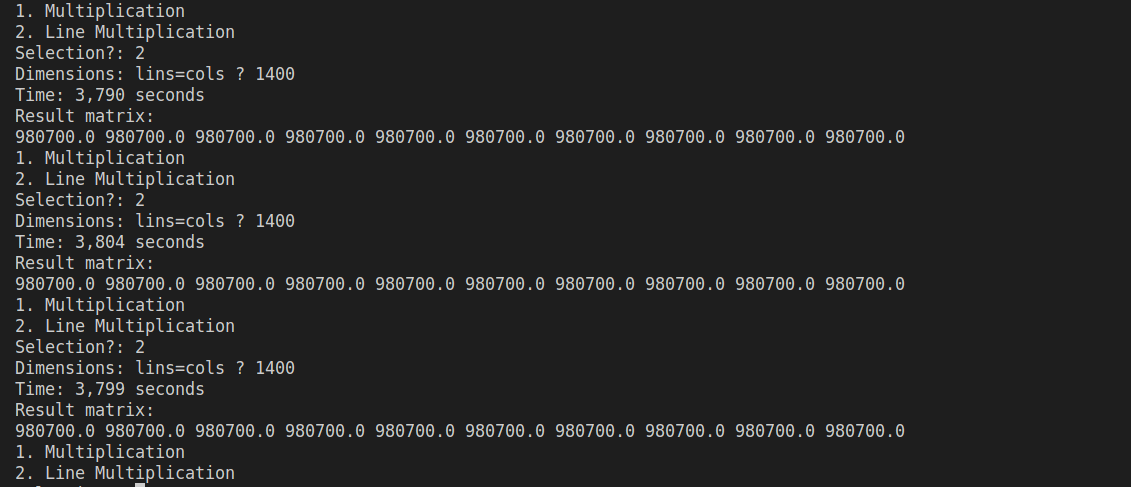 1. Multiplication
2. Line Multiplication
Selection?: 2
Dimensions: lins=cols ? 1400
Time: 3,790 seconds
Result matrix:
980700.0 980700.0 980700.0 980700.0 980700.0 980700.0 980700.0 980700.0 980700.0 980700.0
1. Multiplication
2. Line Multiplication
Selection?: 2
Dimensions: lins=cols ? 1400
Time: 3,804 seconds
Result matrix:
980700.0 980700.0 980700.0 980700.0 980700.0 980700.0 980700.0 980700.0 980700.0 980700.0
1. Multiplication
2. Line Multiplication
Selection?: 2
Dimensions: lins=cols ? 1400
Time: 3,799 seconds
Result matrix:
980700.0 980700.0 980700.0 980700.0 980700.0 980700.0 980700.0 980700.0 980700.0 980700.0
1. Multiplication
2. Line Multiplication